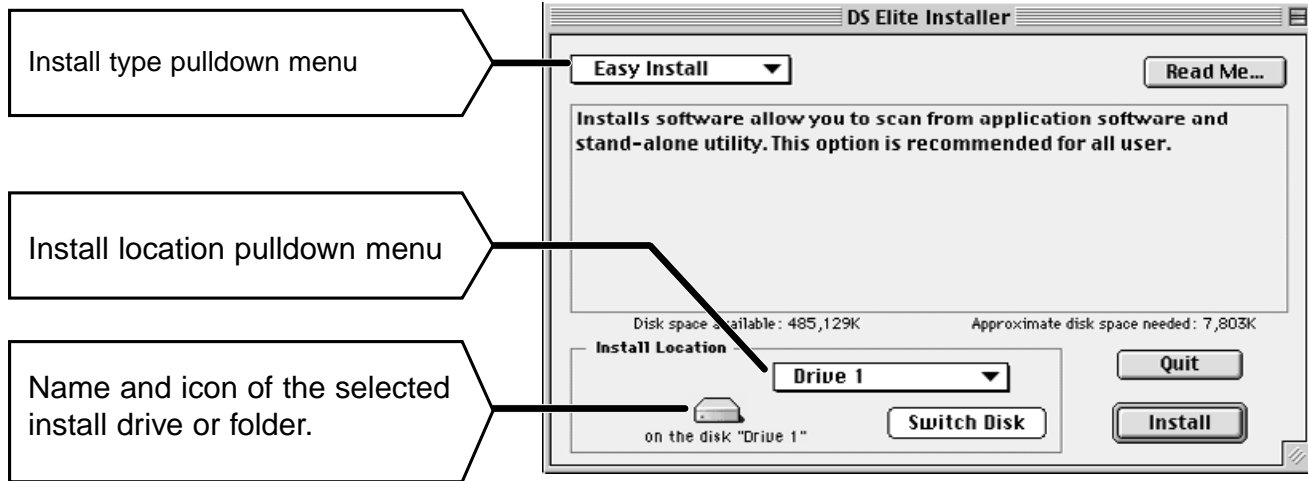 DS Elite Installer
Install type pulldown menu
Easy Install
Read Me...
Installs software allow you to scan from application software and
stand-alone utility. This option is recommended for all user.
Install location pulldown menu
Disk space available: 485,129K
Approximate disk space needed: 7,803K
Install Location
Drive 1
Quit
Name and icon of the selected
install drive or folder.
on the disk "Drive 1"
Switch Disk
Install